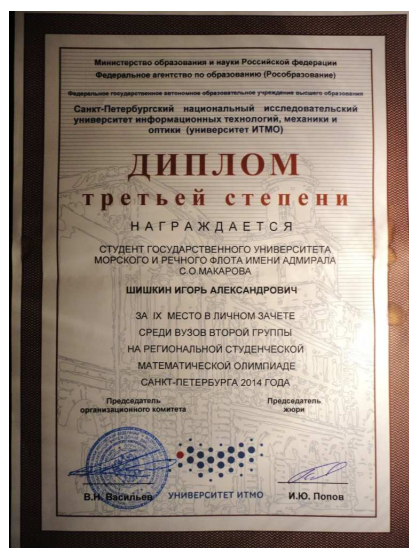 Министерство образования и науки Российской федерации
Федеральное агентство по образованию (Рособразование)
Федеральное государственное автономное образовательное учреждение высшего образования
Санкт-Петербургский национальный исследовательский
университет информационных технологий, механики и
оптики (университет ИТМО)
ДИПЛОМ
третьей степени
НАГРАЖДАЕТСЯ
СТУДЕНТ ГОСУДАРСТВЕННОГО УНИВЕРСИТЕТА
МОРСКОГО И РЕЧНОГО ФЛОТА ИМЕНИ АДМИРАЛА
С.О.МАКАРОВА
ШИШКИН ИГОРЬ АЛЕКСАНДРОВИЧ
ЗА IX МЕСТО В ЛИЧНОМ ЗАЧЕТЕ
СРЕДИ ВУЗОВ ВТОРОЙ ГРУППЫ
НА РЕГИОНАЛЬНОЙ СТУДЕНЧЕСКОЙ
МАТЕМАТИЧЕСКОЙ ОЛИМПИАДЕ
САНКТ-ПЕТЕРБУРГА 2014 ГОДА
Председатель организационного комитета
Председатель жюри
В.Н. Васильев
УНИВЕРСИТЕТ ИТМО
И.Ю. Попов